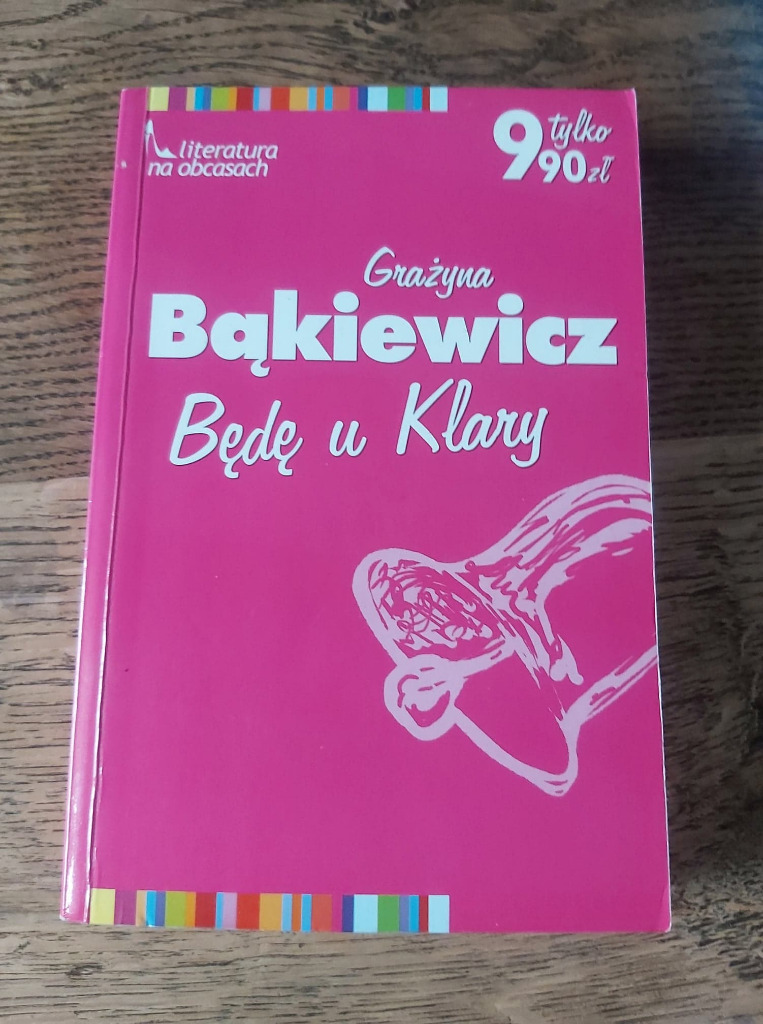 literatura
na obcasach
9 tylko
90 zł
Grażyna
Bąkiewicz
Będę u Klary